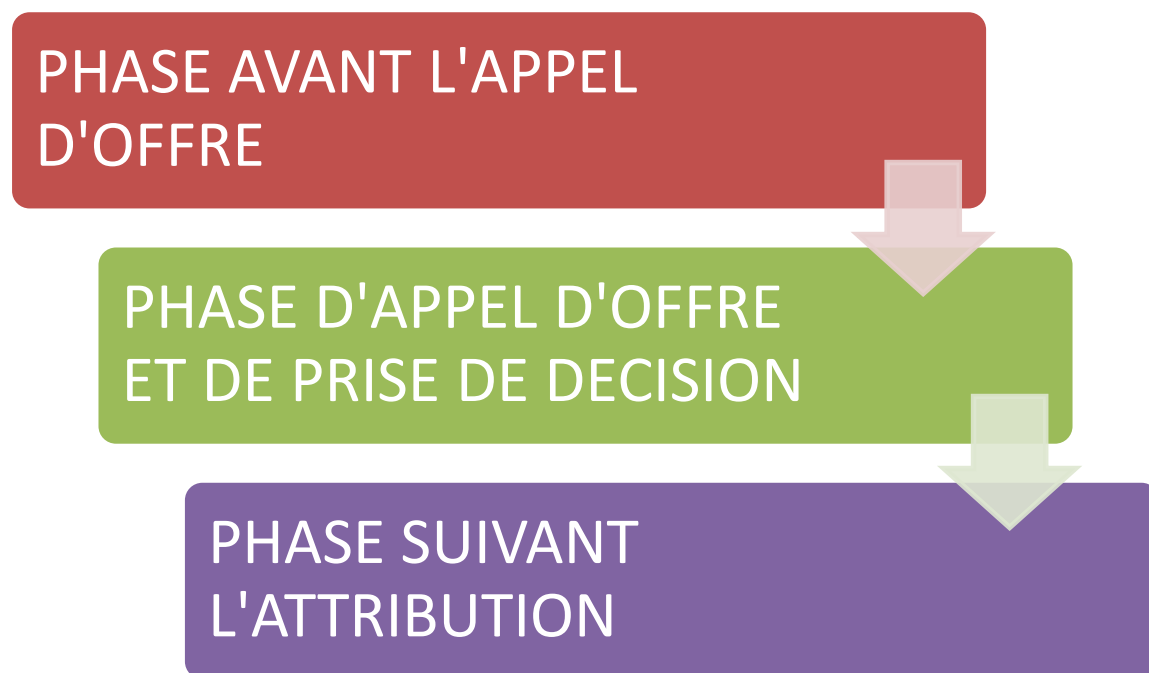 PHASE AVANT L'APPEL
D'OFFRE
PHASE D'APPEL D'OFFRE
ET DE PRISE DE DECISION
PHASE SUIVANT
L'ATTRIBUTION